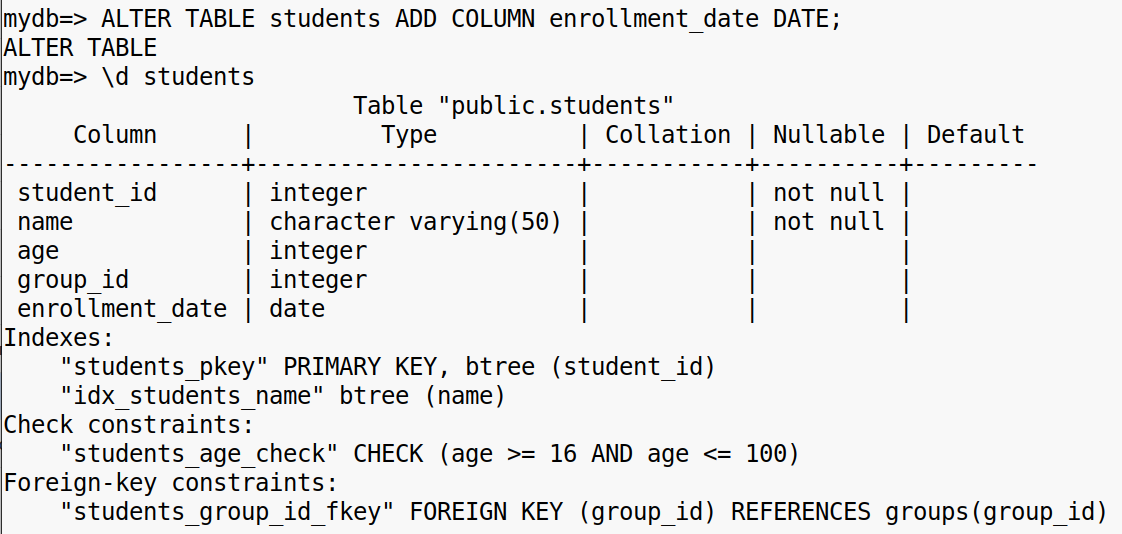 mydb=> ALTER TABLE students ADD COLUMN enrollment_date DATE;
ALTER TABLE
mydb=> \d students
                         Table "public.students"
     Column      |         Type          | Collation | Nullable | Default
-----------------+-----------------------+-----------+----------+---------
 student_id      | integer               |           | not null |
 name            | character varying(50) |           | not null |
 age             | integer               |           |          |
 group_id        | integer               |           |          |
 enrollment_date | date                  |           |          |
Indexes:
    "students_pkey" PRIMARY KEY, btree (student_id)
    "idx_students_name" btree (name)
Check constraints:
    "students_age_check" CHECK (age >= 16 AND age <= 100)
Foreign-key constraints:
    "students_group_id_fkey" FOREIGN KEY (group_id) REFERENCES groups(group_id)